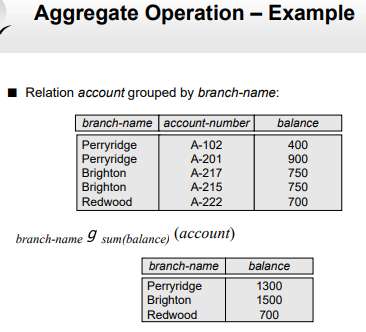 Aggregate Operation – Example
■ Relation account grouped by branch-name:
branch-name account-number balance
Perryridge A-102 400
Perryridge A-201 900
Brighton A-217 750
Brighton A-215 750
Redwood A-222 700
branch-name g sum(balance) (account)
branch-name balance
Perryridge 1300
Brighton 1500
Redwood 700